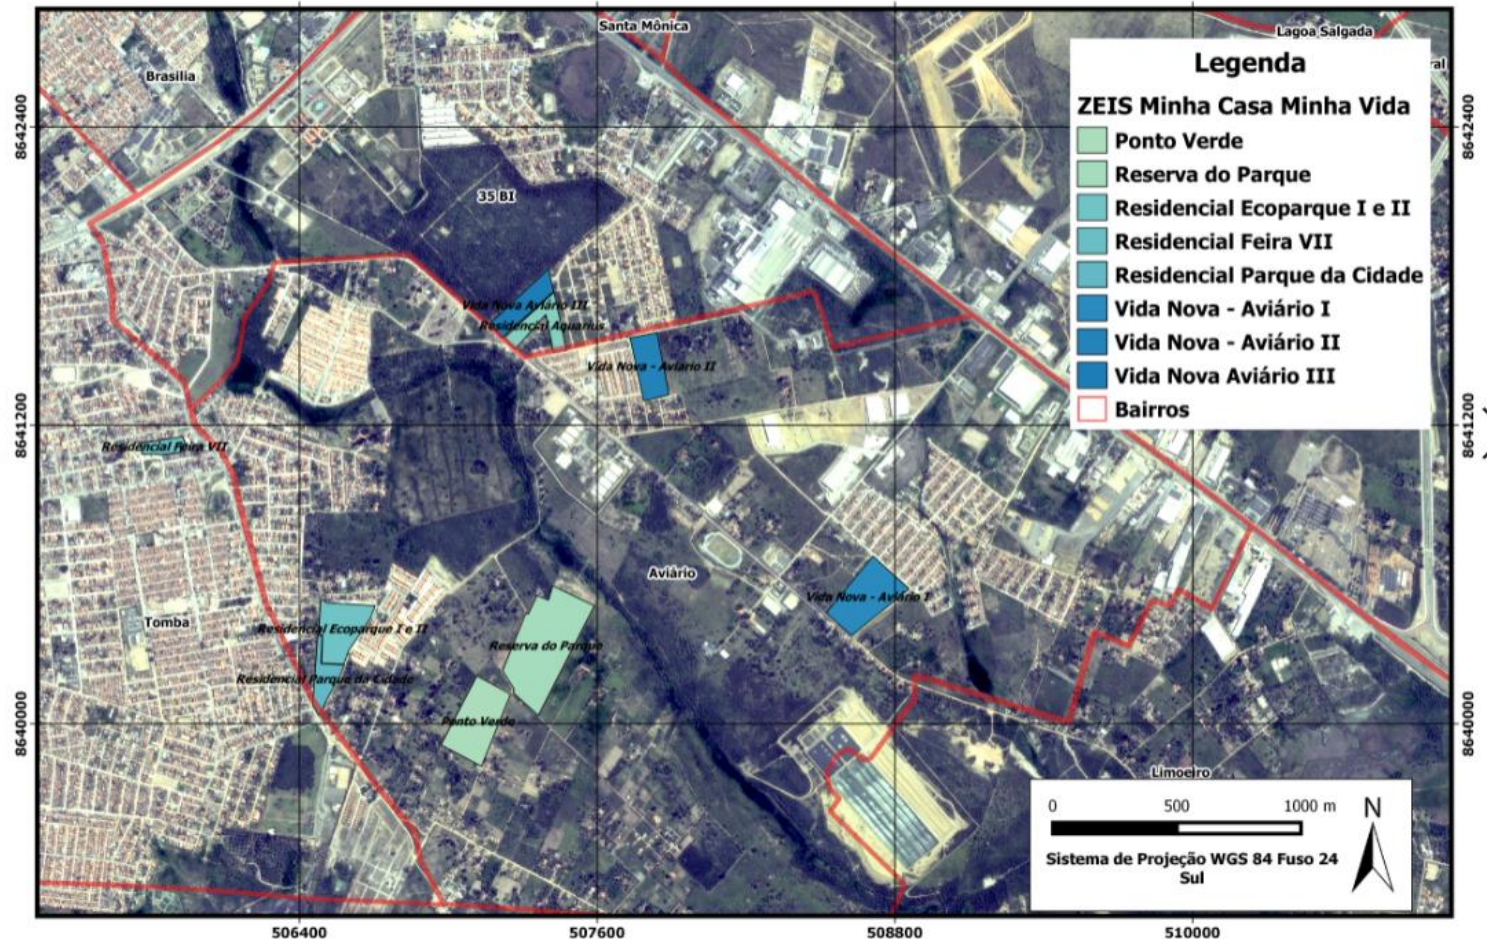 Santa Mônica
Lagoa Salgada
Brasilia
ral
Legenda
ZEIS Minha Casa Minha Vida
Ponto Verde
Reserva do Parque
Residencial Ecoparque I e II
Residencial Feira VII
Residencial Parque da Cidade
Vida Nova - Aviário I
Vida Nova - Aviário II
Vida Nova Aviário III
Bairros
8642400
8642400
35 BI
Vida Nova Aviário III
Residencial Aquarius
Vida Nova - Aviário II
8641200
8641200
Residencial Feira VII
Aviário
Vida Nova - Aviário I
Tomba
Residencial Ecoparque I e II
Reserva do Parque
Residencial Parque da Cidade
Ponto Verde
8640000
8640000
Limoeiro
0 500 1000 m
N
Sistema de Projeção WGS 84 Fuso 24
Sul
506400 507600 508800 510000